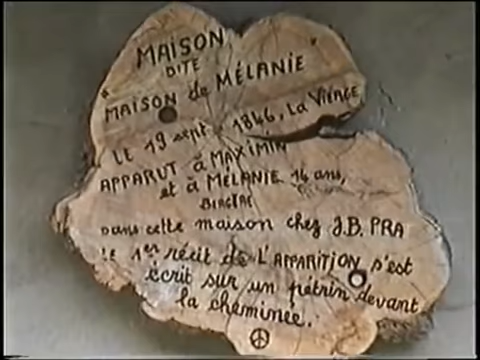 MAISON
DITE
"MAISON de MÉLANIE"
LE 19 sept 1846, La VIERGE
APPARUT à MAXIMIN
et à MÉLANIE 14 ans,
Dans cette maison chez J.B. PRA
Le 1er récit de L'APPARITION s'est
écrit sur un pétrin devant
la cheminée.